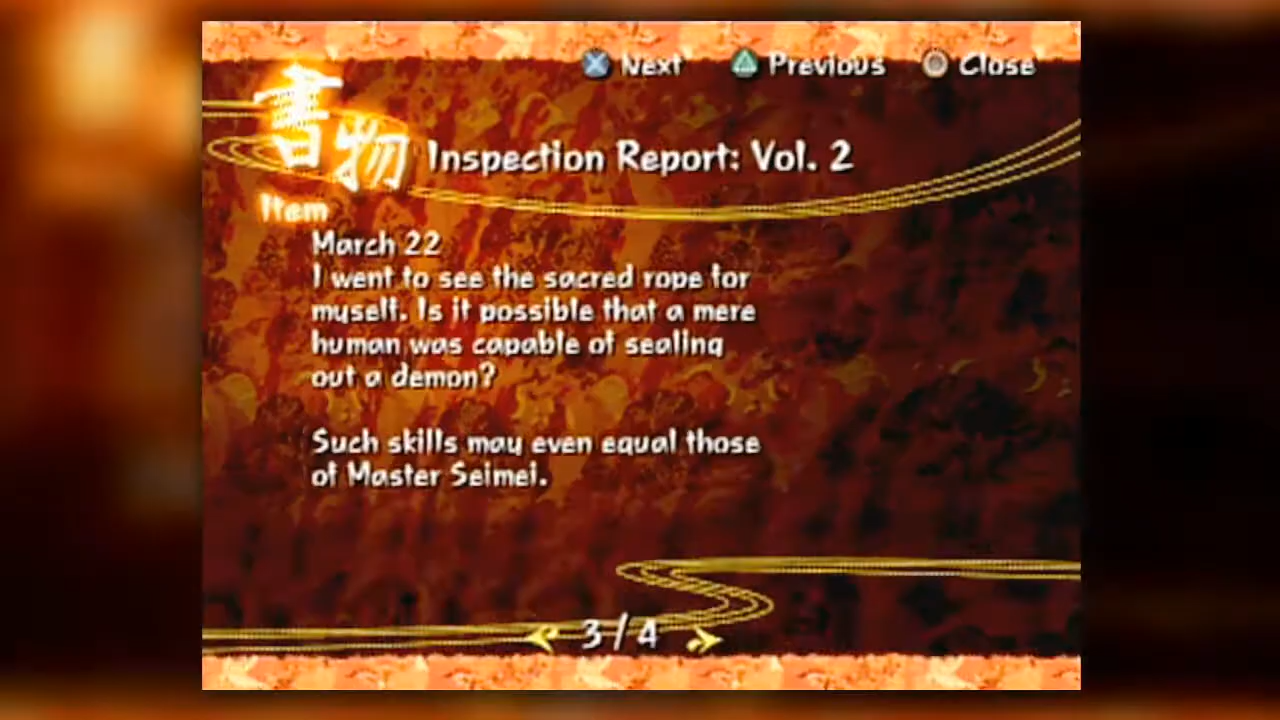 Next Previous Close
書物
Inspection Report: Vol. 2
Item
March 22
I went to see the sacred rope for
myself. Is it possible that a mere
human was capable of sealing
out a demon?
Such skills may even equal those
of Master Seimei.
3 / 4